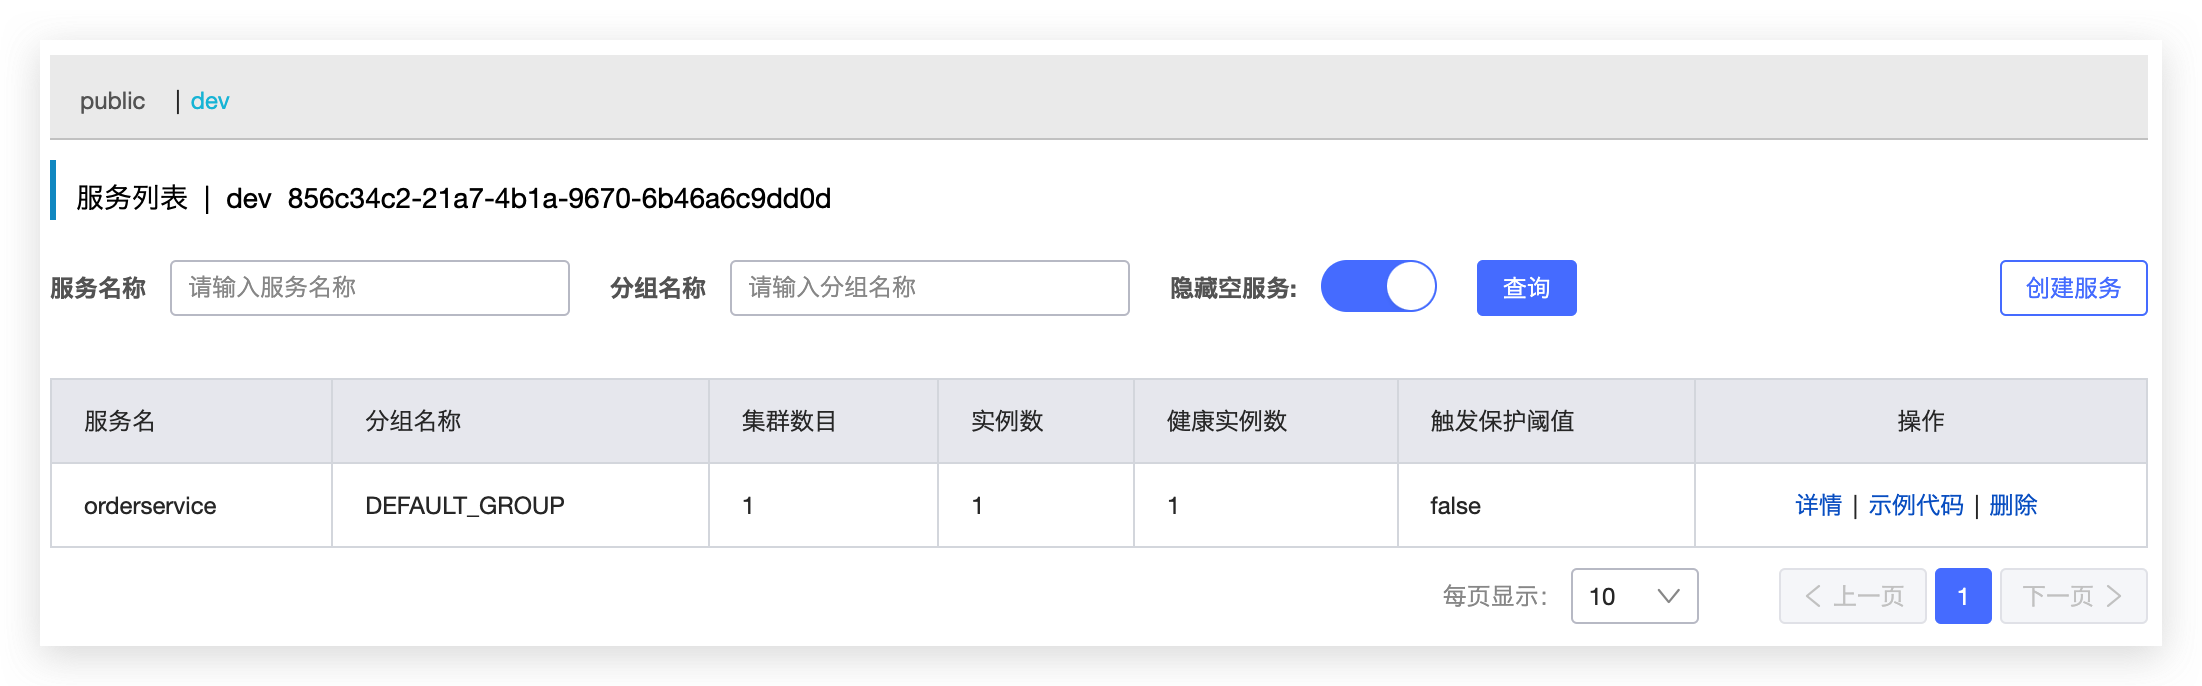 public | dev
服务列表 | dev 856c34c2-21a7-4b1a-9670-6b46a6c9dd0d
服务名称 请输入服务名称 分组名称 请输入分组名称 隐藏空服务: 查询 创建服务
服务名 分组名称 集群数目 实例数 健康实例数 触发保护阈值 操作
orderservice DEFAULT_GROUP 1 1 1 false 详情 | 示例代码 | 删除
每页显示: 10 上一页 1 下一页